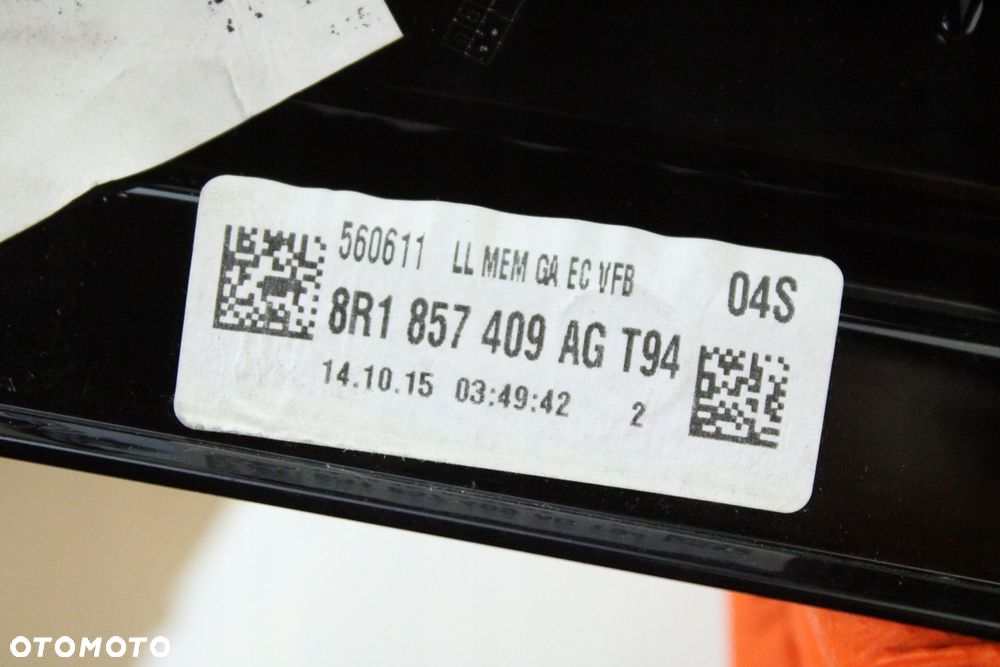 560611 LL MEM GA EC VFB 04S
8R1 857 409 AG T94
14.10.15 03:49:42 2
OTOMOTO